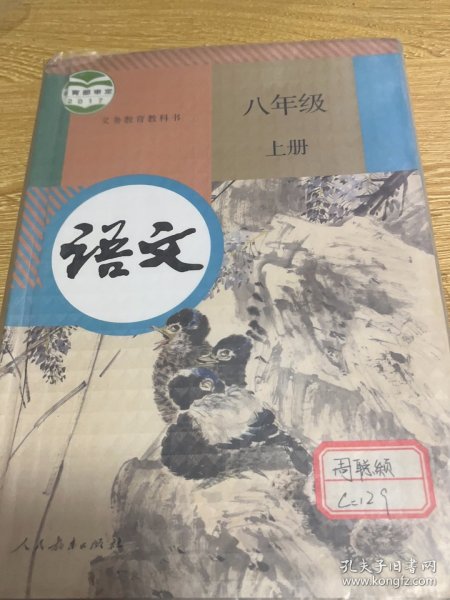 教育部审定
2017
义务教育教科书
八年级
上册
语文
周聪颖
C=129
人民教育出版社
孔夫子旧书网
www.kongfz.com